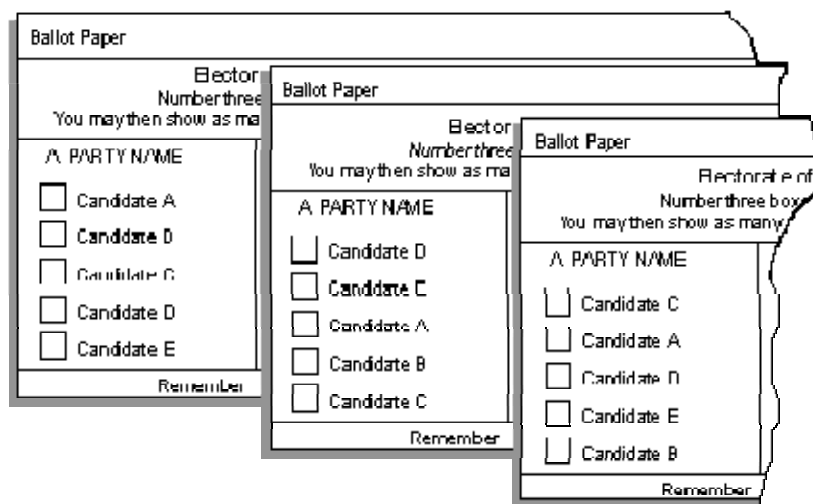 Ballot Paper
Elector
Number three
You may then show as ma
A PARTY NAME
Candidate A
Candidate
Candidate C
Candidate D
Candidate E
Remember
Ballot Paper
Elector
Number three
You may then show as ma
A PARTY NAME
Candidate D
Candidate E
Candidate A
Candidate B
Candidate C
Remember
Ballot Paper
Electorate of
Number three box
You may then show as many
A PARTY NAME
Candidate C
Candidate A
Candidate D
Candidate E
Candidate B
Remember